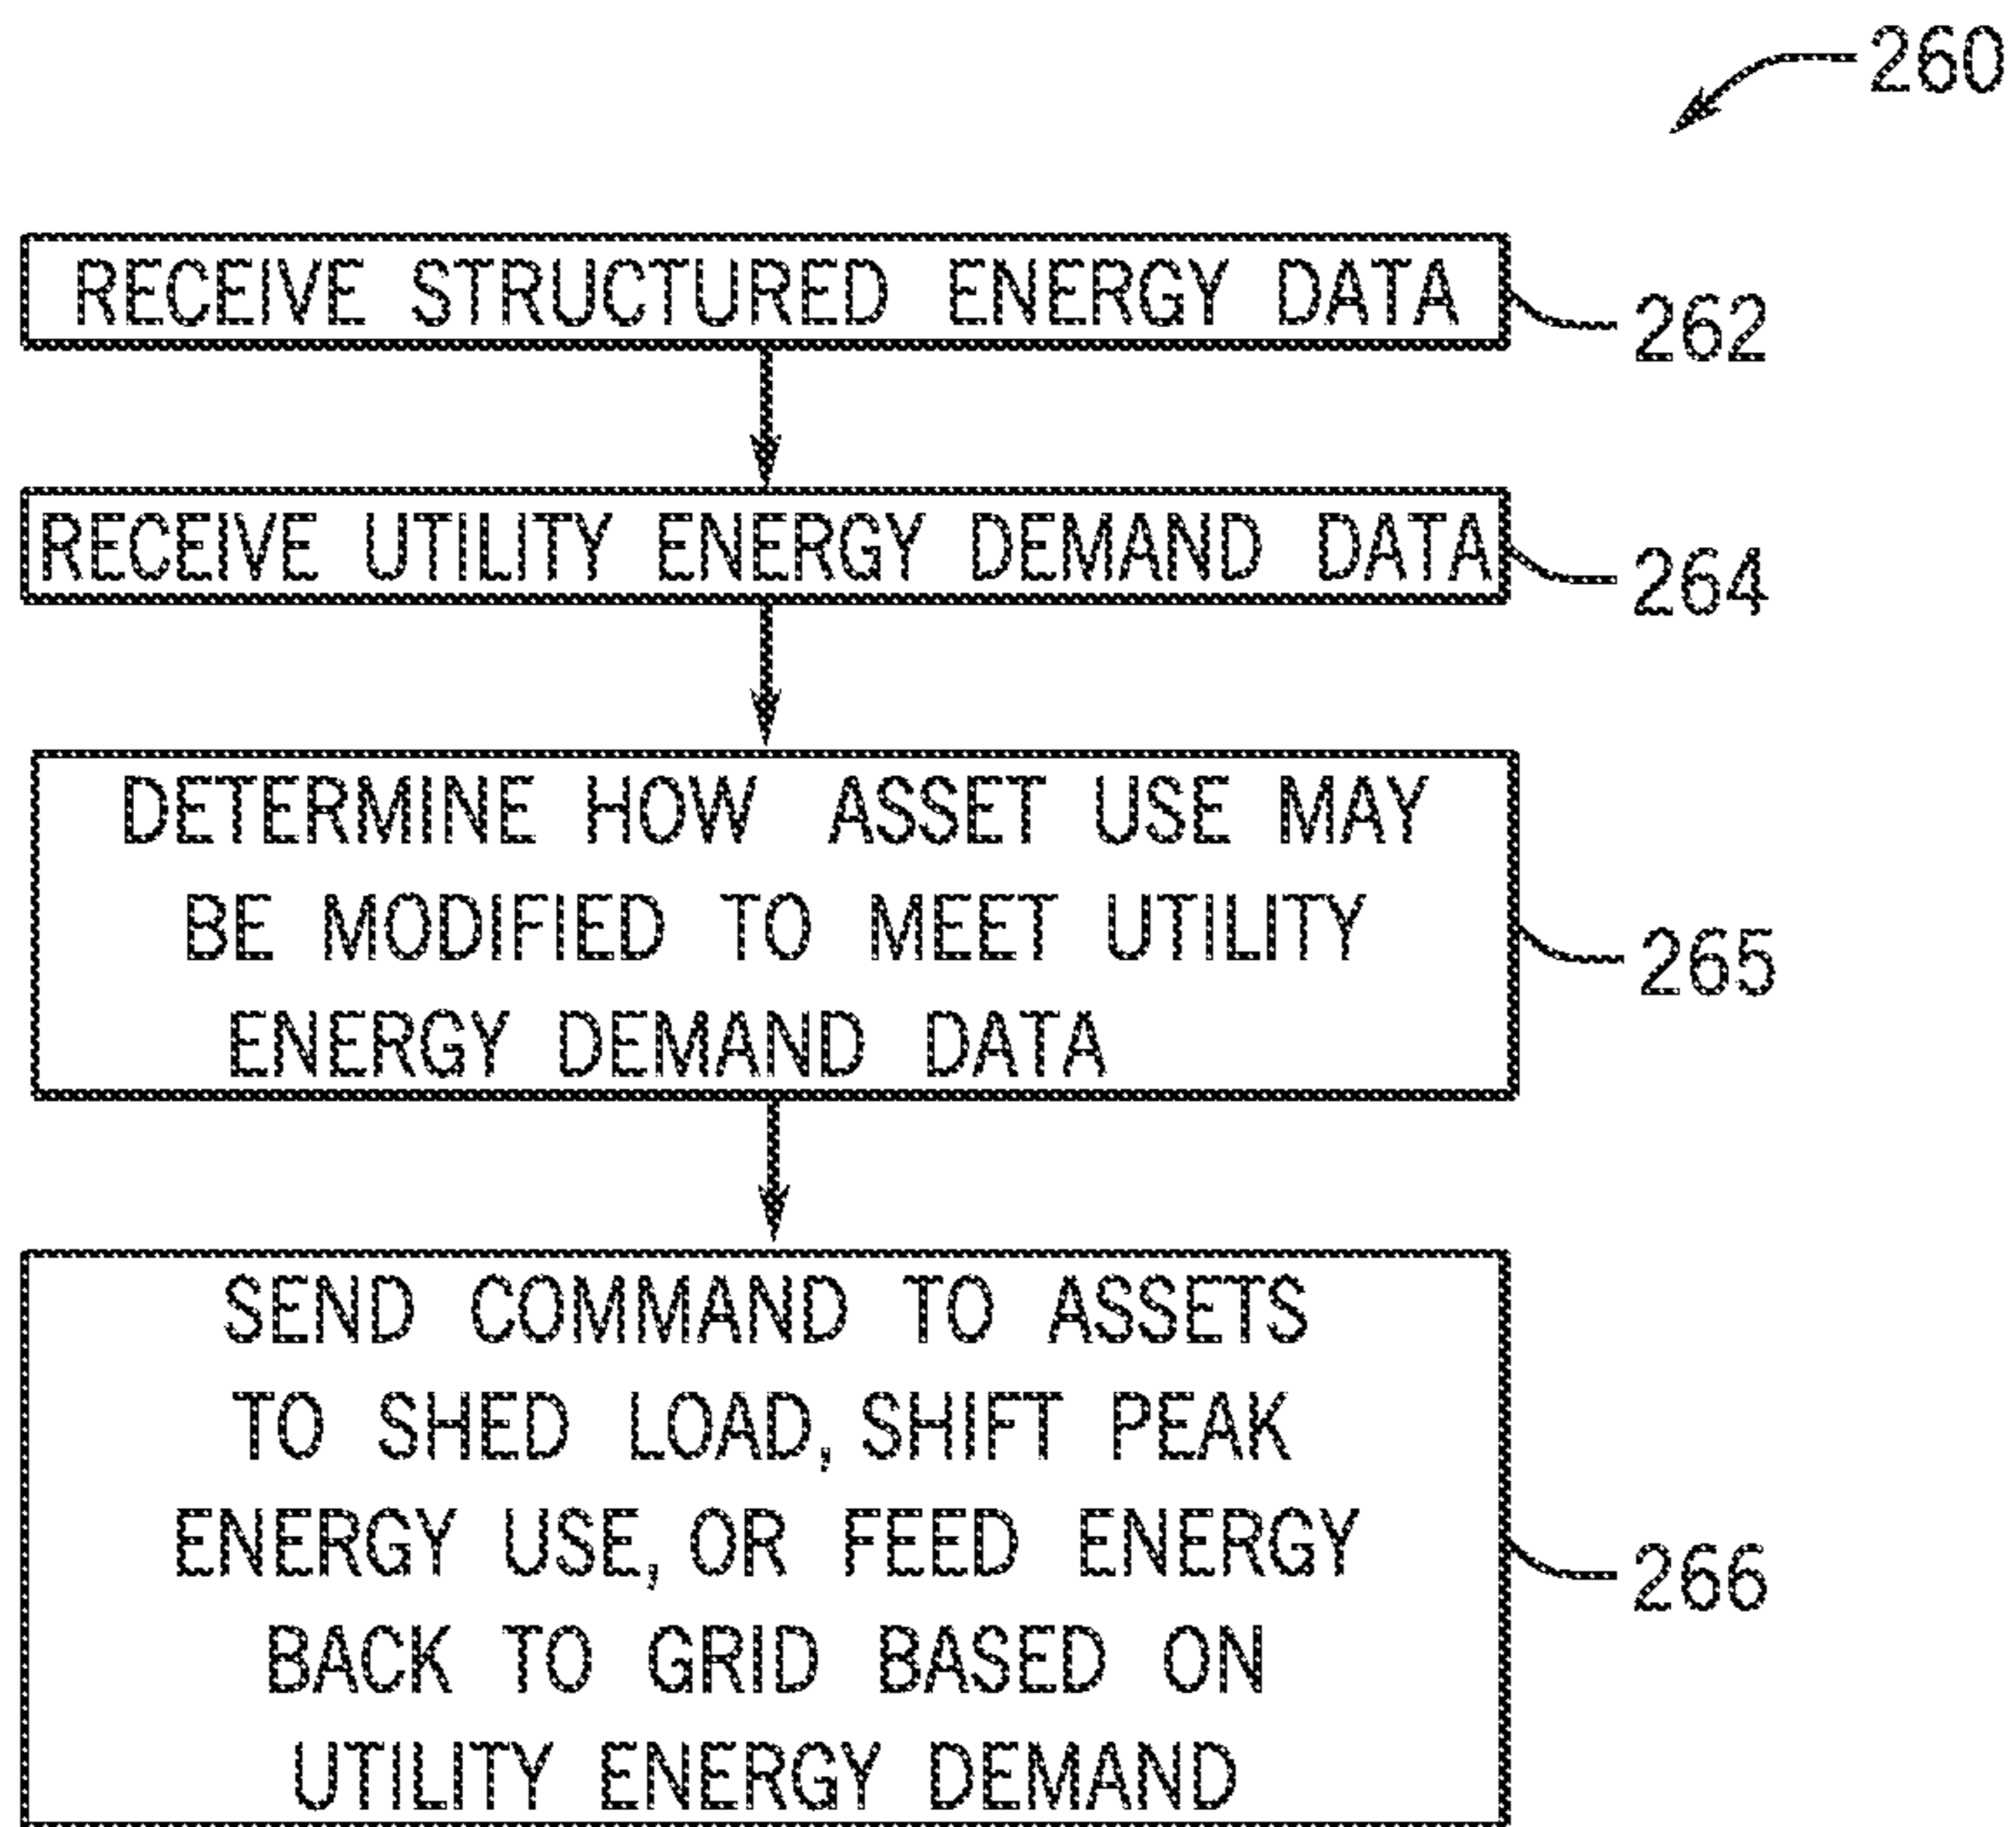 260
RECEIVE STRUCTURED ENERGY DATA
262
RECEIVE UTILITY ENERGY DEMAND DATA
264
DETERMINE HOW ASSET USE MAY
BE MODIFIED TO MEET UTILITY
ENERGY DEMAND DATA
265
SEND COMMAND TO ASSETS
TO SHED LOAD, SHIFT PEAK
ENERGY USE, OR FEED ENERGY
BACK TO GRID BASED ON
UTILITY ENERGY DEMAND
266